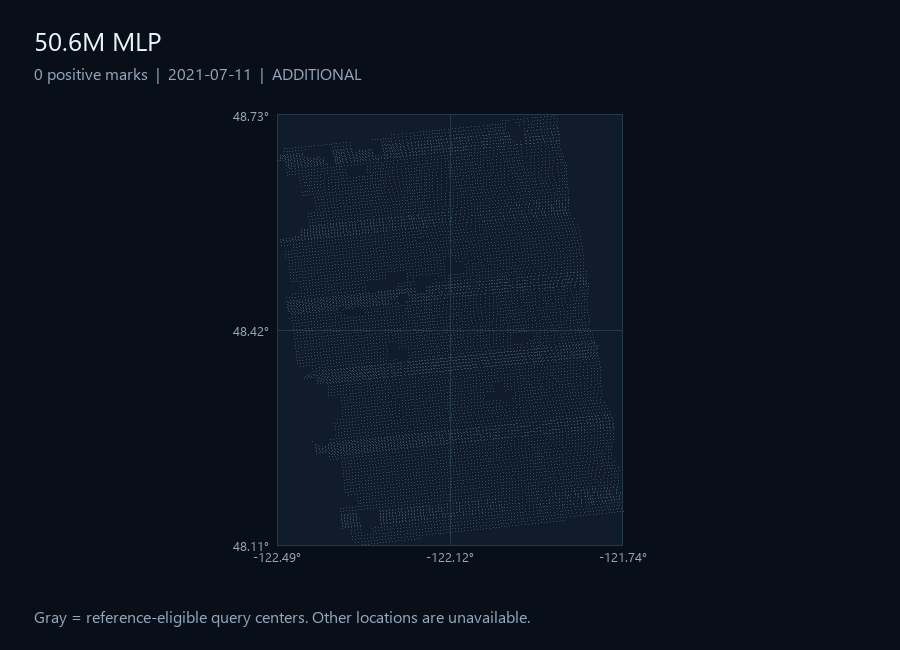 50.6M MLP
0 positive marks | 2021-07-11 | ADDITIONAL
48.73°
48.42°
48.11°
-122.49° -122.12° -121.74°
Gray = reference-eligible query centers. Other locations are unavailable.